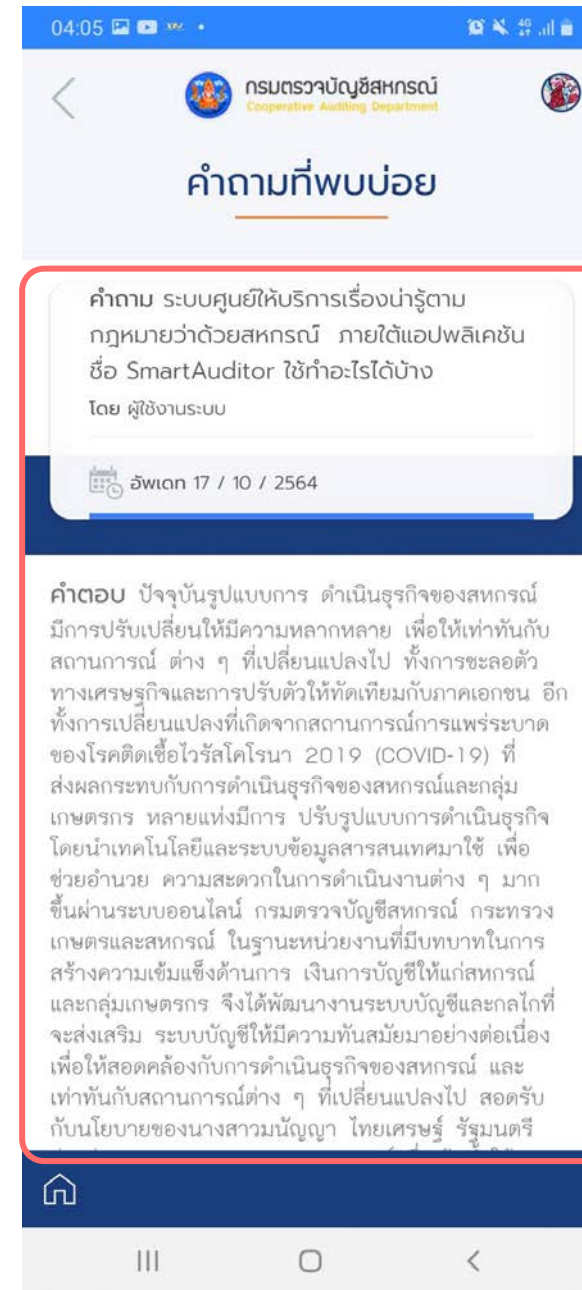 04:05
4G
กรมตรวจบัญชีสหกรณ์
Cooperative Auditing Department
คำถามที่พบบ่อย
คำถาม ระบบศูนย์ให้บริการเรื่องน่ารู้ตาม
กฎหมายว่าด้วยสหกรณ์ ภายใต้แอปพลิเคชัน
ชื่อ SmartAuditor ใช้ทำอะไรได้บ้าง
โดย ผู้ใช้งานระบบ
อัพเดท 17 / 10 / 2564
คำตอบ ปัจจุบันรูปแบบการ ดำเนินธุรกิจของสหกรณ์
มีการปรับเปลี่ยนให้มีความหลากหลาย เพื่อให้เท่าทันกับ
สถานการณ์ ต่าง ๆ ที่เปลี่ยนแปลงไป ทั้งการชะลอตัว
ทางเศรษฐกิจและการปรับตัวให้ทัดเทียมกับภาคเอกชน อีก
ทั้งการเปลี่ยนแปลงที่เกิดจากสถานการณ์การแพร่ระบาด
ของโรคติดเชื้อไวรัสโคโรนา 2019 (COVID-19) ที่
ส่งผลกระทบกับการดำเนินธุรกิจของสหกรณ์และกลุ่ม
เกษตรกร หลายแห่งมีการ ปรับรูปแบบการดำเนินธุรกิจ
โดยนำเทคโนโลยีและระบบข้อมูลสารสนเทศมาใช้ เพื่อ
ช่วยอำนวย ความสะดวกในการดำเนินงานต่าง ๆ มาก
ขึ้นผ่านระบบออนไลน์ กรมตรวจบัญชีสหกรณ์ กระทรวง
เกษตรและสหกรณ์ ในฐานะหน่วยงานที่มีบทบาทในการ
สร้างความเข้มแข็งด้านการ เงินการบัญชีให้แก่สหกรณ์
และกลุ่มเกษตรกร จึงได้พัฒนางานระบบบัญชีและกลไกที่
จะส่งเสริม ระบบบัญชีให้มีความทันสมัยมาอย่างต่อเนื่อง
เพื่อให้สอดคล้องกับการดำเนินธุรกิจของสหกรณ์ และ
เท่าทันกับสถานการณ์ต่าง ๆ ที่เปลี่ยนแปลงไป สอดรับ
กับนโยบายของนางสาวมนัญญา ไทยเศรษฐ์ รัฐมนตรี